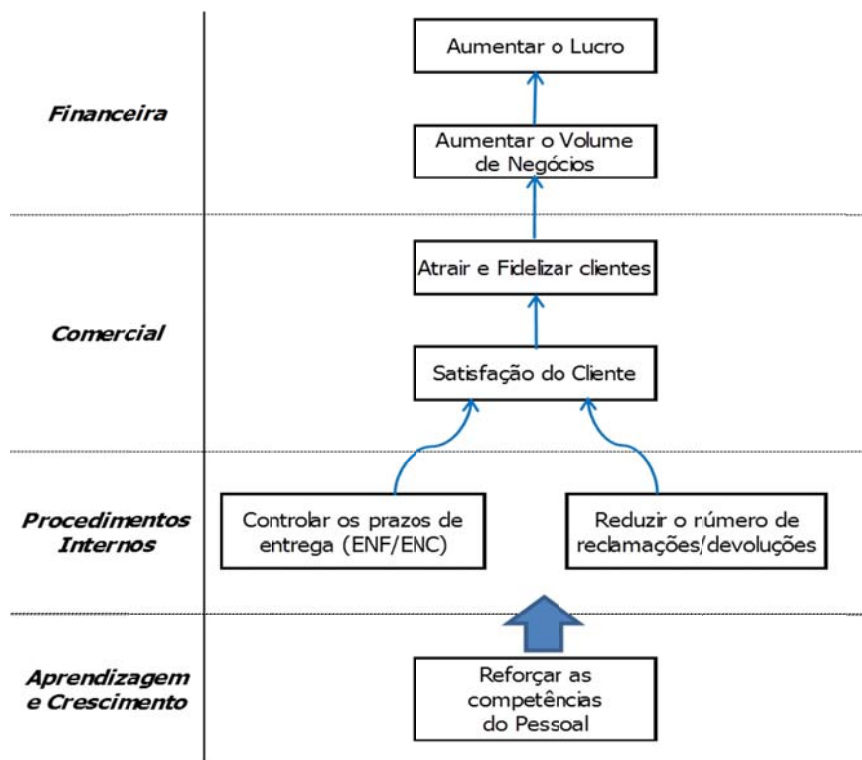 Aumentar o Lucro
Financeira
Aumentar o Volume
de Negócios
Atrair e Fidelizar clientes
Comercial
Satisfação do Cliente
Procedimentos
Internos
Controlar os prazos de
entrega (ENF/ENC)
Reduzir o número de
reclamações/devoluções
Aprendizagem
e Crescimento
Reforçar as
competências
do Pessoal